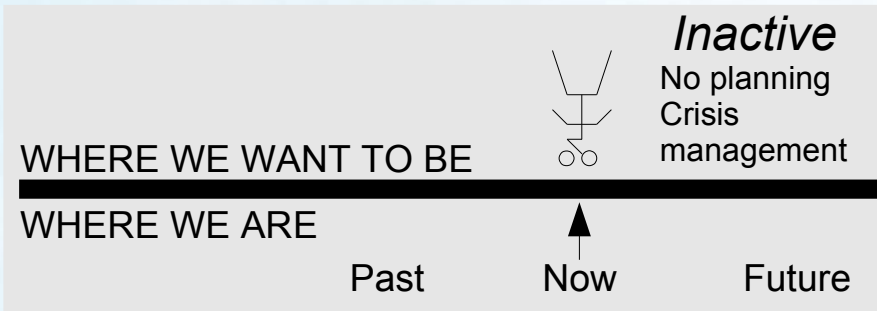 Inactive
No planning
Crisis
management
WHERE WE WANT TO BE
WHERE WE ARE
Past Now Future